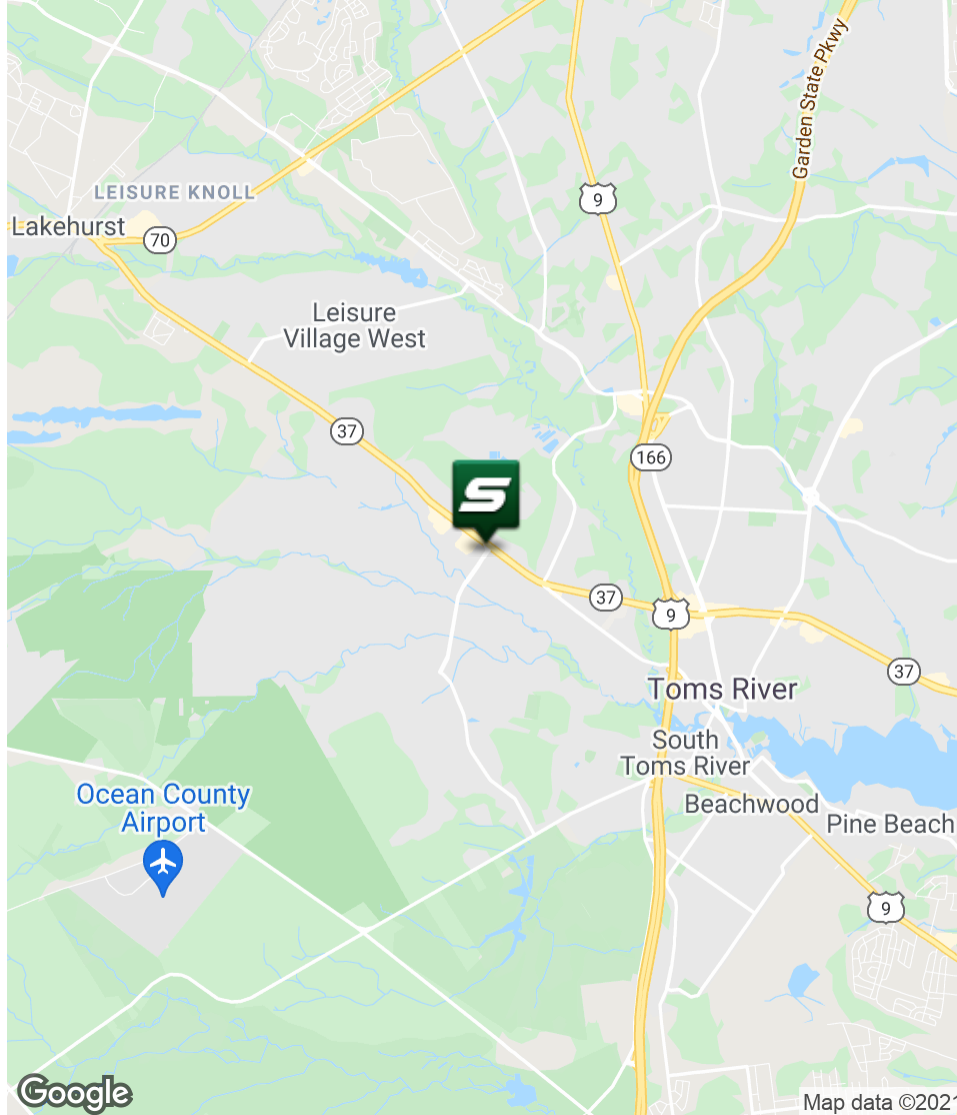 Garden State Pkwy
LEISURE KNOLL
9
Lakehurst
70
Leisure
Village West
37
166
S
37
9
37
Toms River
South
Toms River
Ocean County
Airport
Beachwood
Pine Beach
9
Google
Map data ©2021